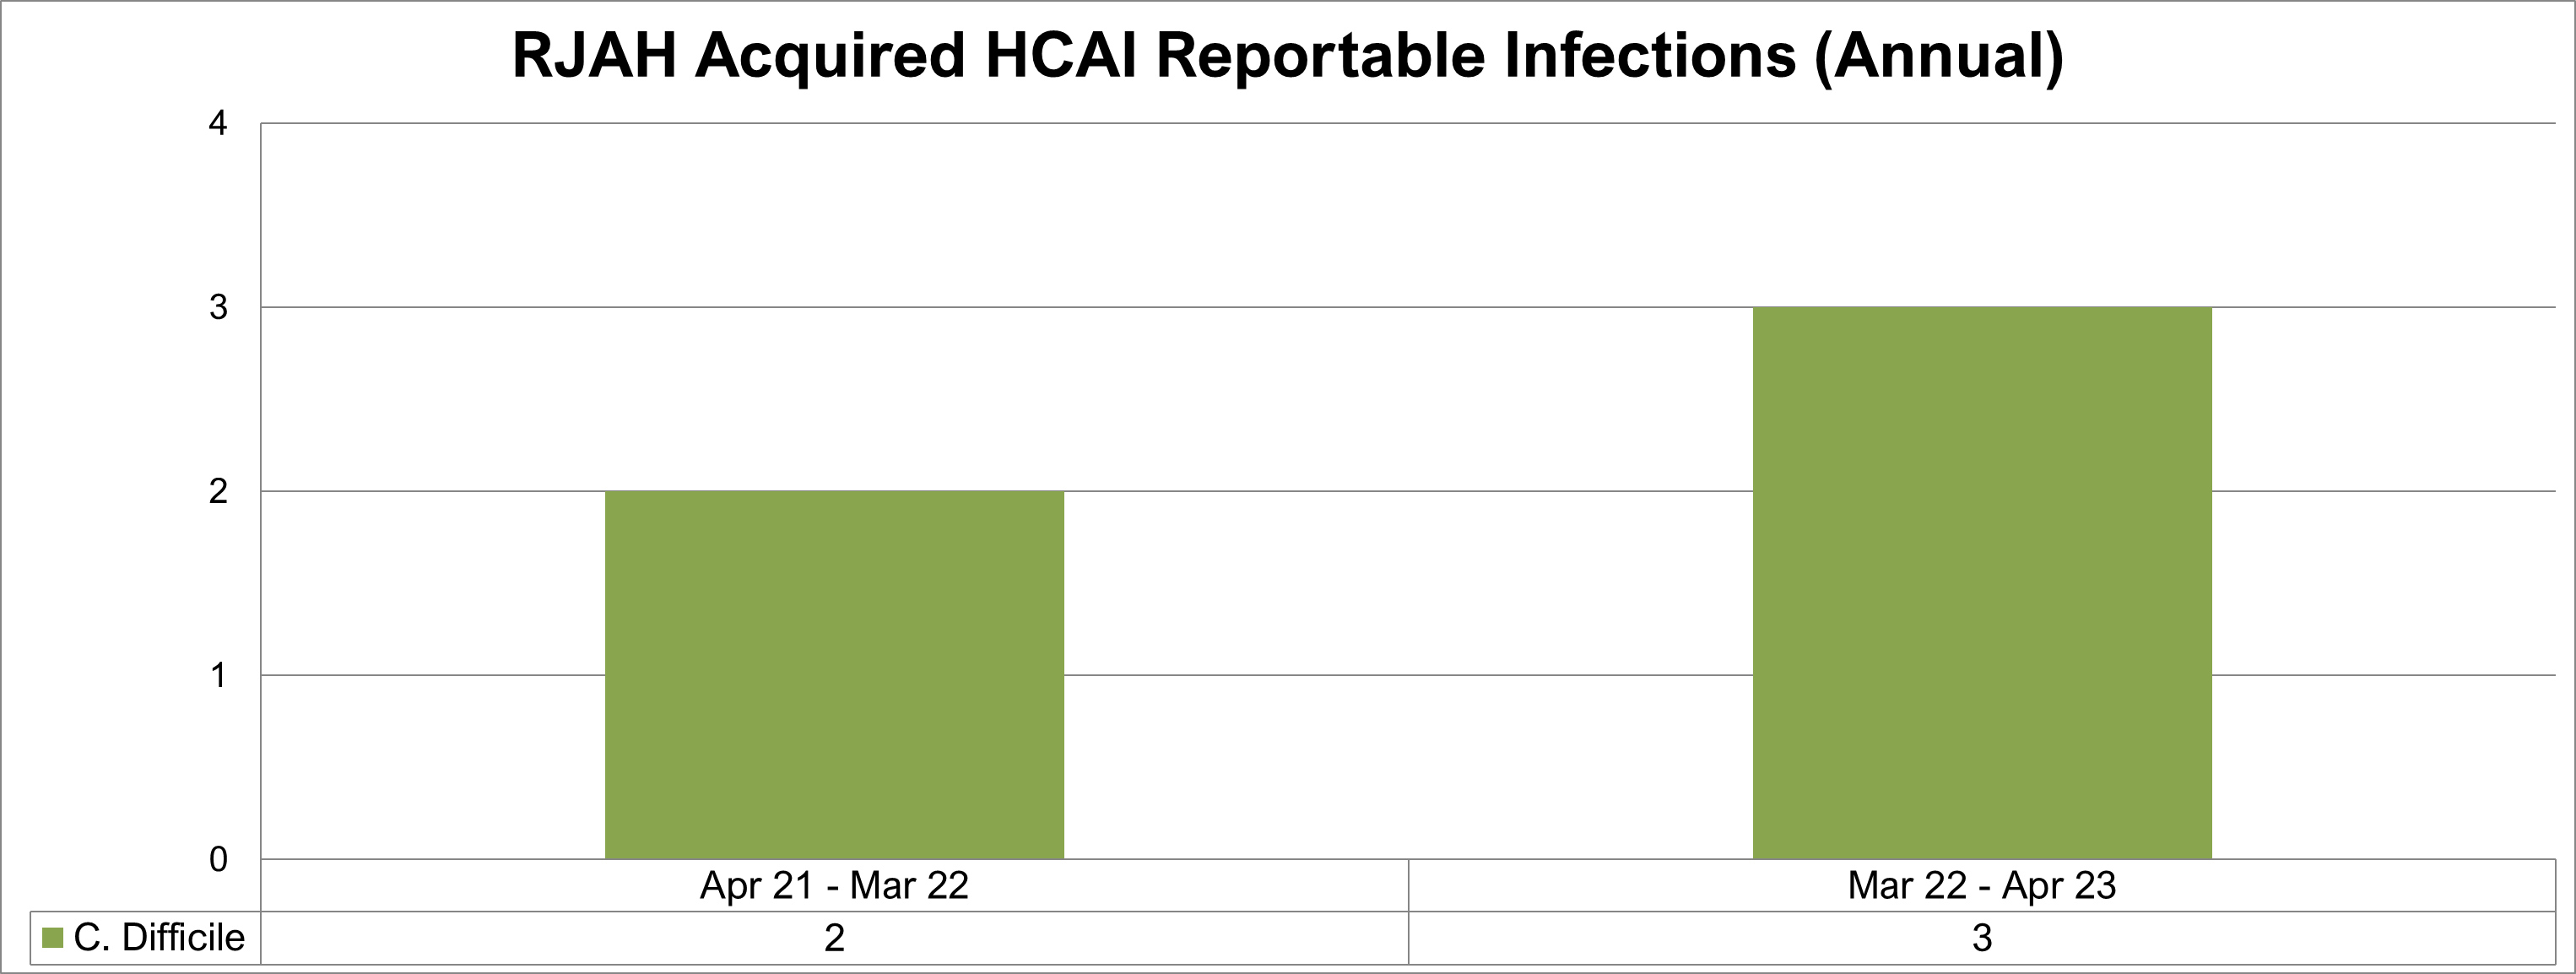 RJAH Acquired HCAI Reportable Infections (Annual)
4
3
2
1
0
Apr 21 - Mar 22 Mar 22 - Apr 23
C. Difficile 2 3